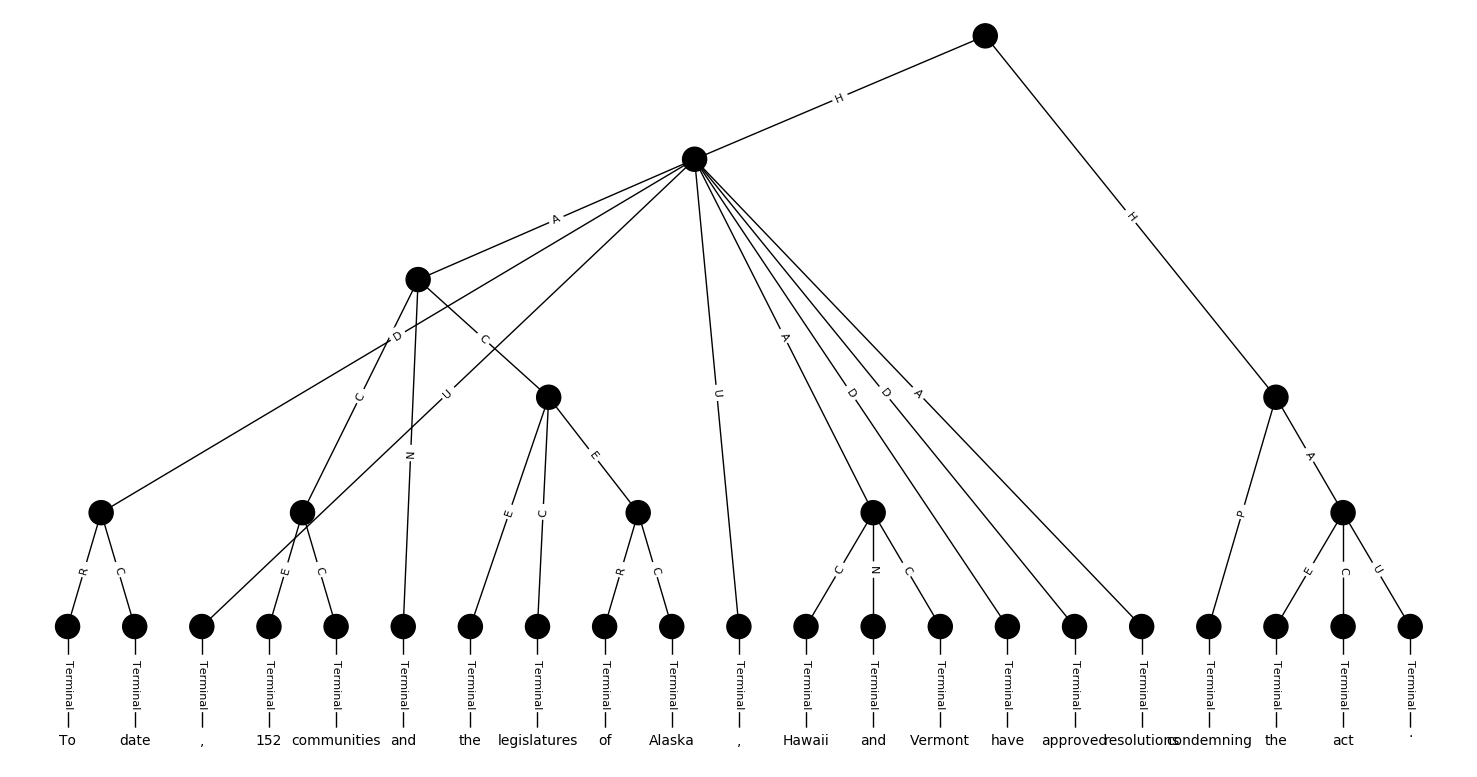 H
H
A
D
C
C
U
A
D
D
A
U
N
E
C
E
A
P
R
C
E
C
R
C
C
N
C
E
C
U
Terminal Terminal Terminal Terminal Terminal Terminal Terminal Terminal Terminal Terminal Terminal Terminal Terminal Terminal Terminal Terminal Terminal Terminal Terminal Terminal Terminal
To date , 152 communities and the legislatures of Alaska , Hawaii and Vermont have approved resolutions condemning the act .